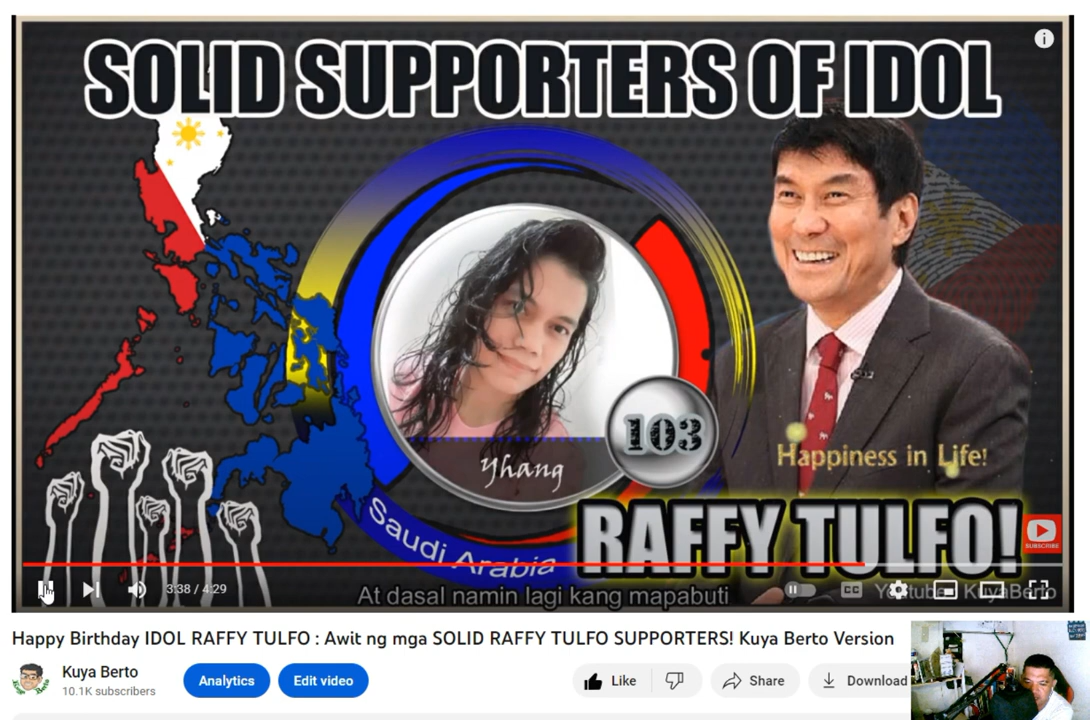 SOLID SUPPORTERS OF IDOL
103
Yhang
Happiness in Life!
Saudi Arabia
RAFFY TULFO!
SUBSCRIBE
3:38 / 4:29
CC
Youtube: KuyaBerto
At dasal namin lagi kang mapabuti
Happy Birthday IDOL RAFFY TULFO : Awit ng mga SOLID RAFFY TULFO SUPPORTERS! Kuya Berto Version
Kuya Berto
10.1K subscribers
Analytics
Edit video
Like
Share
Download